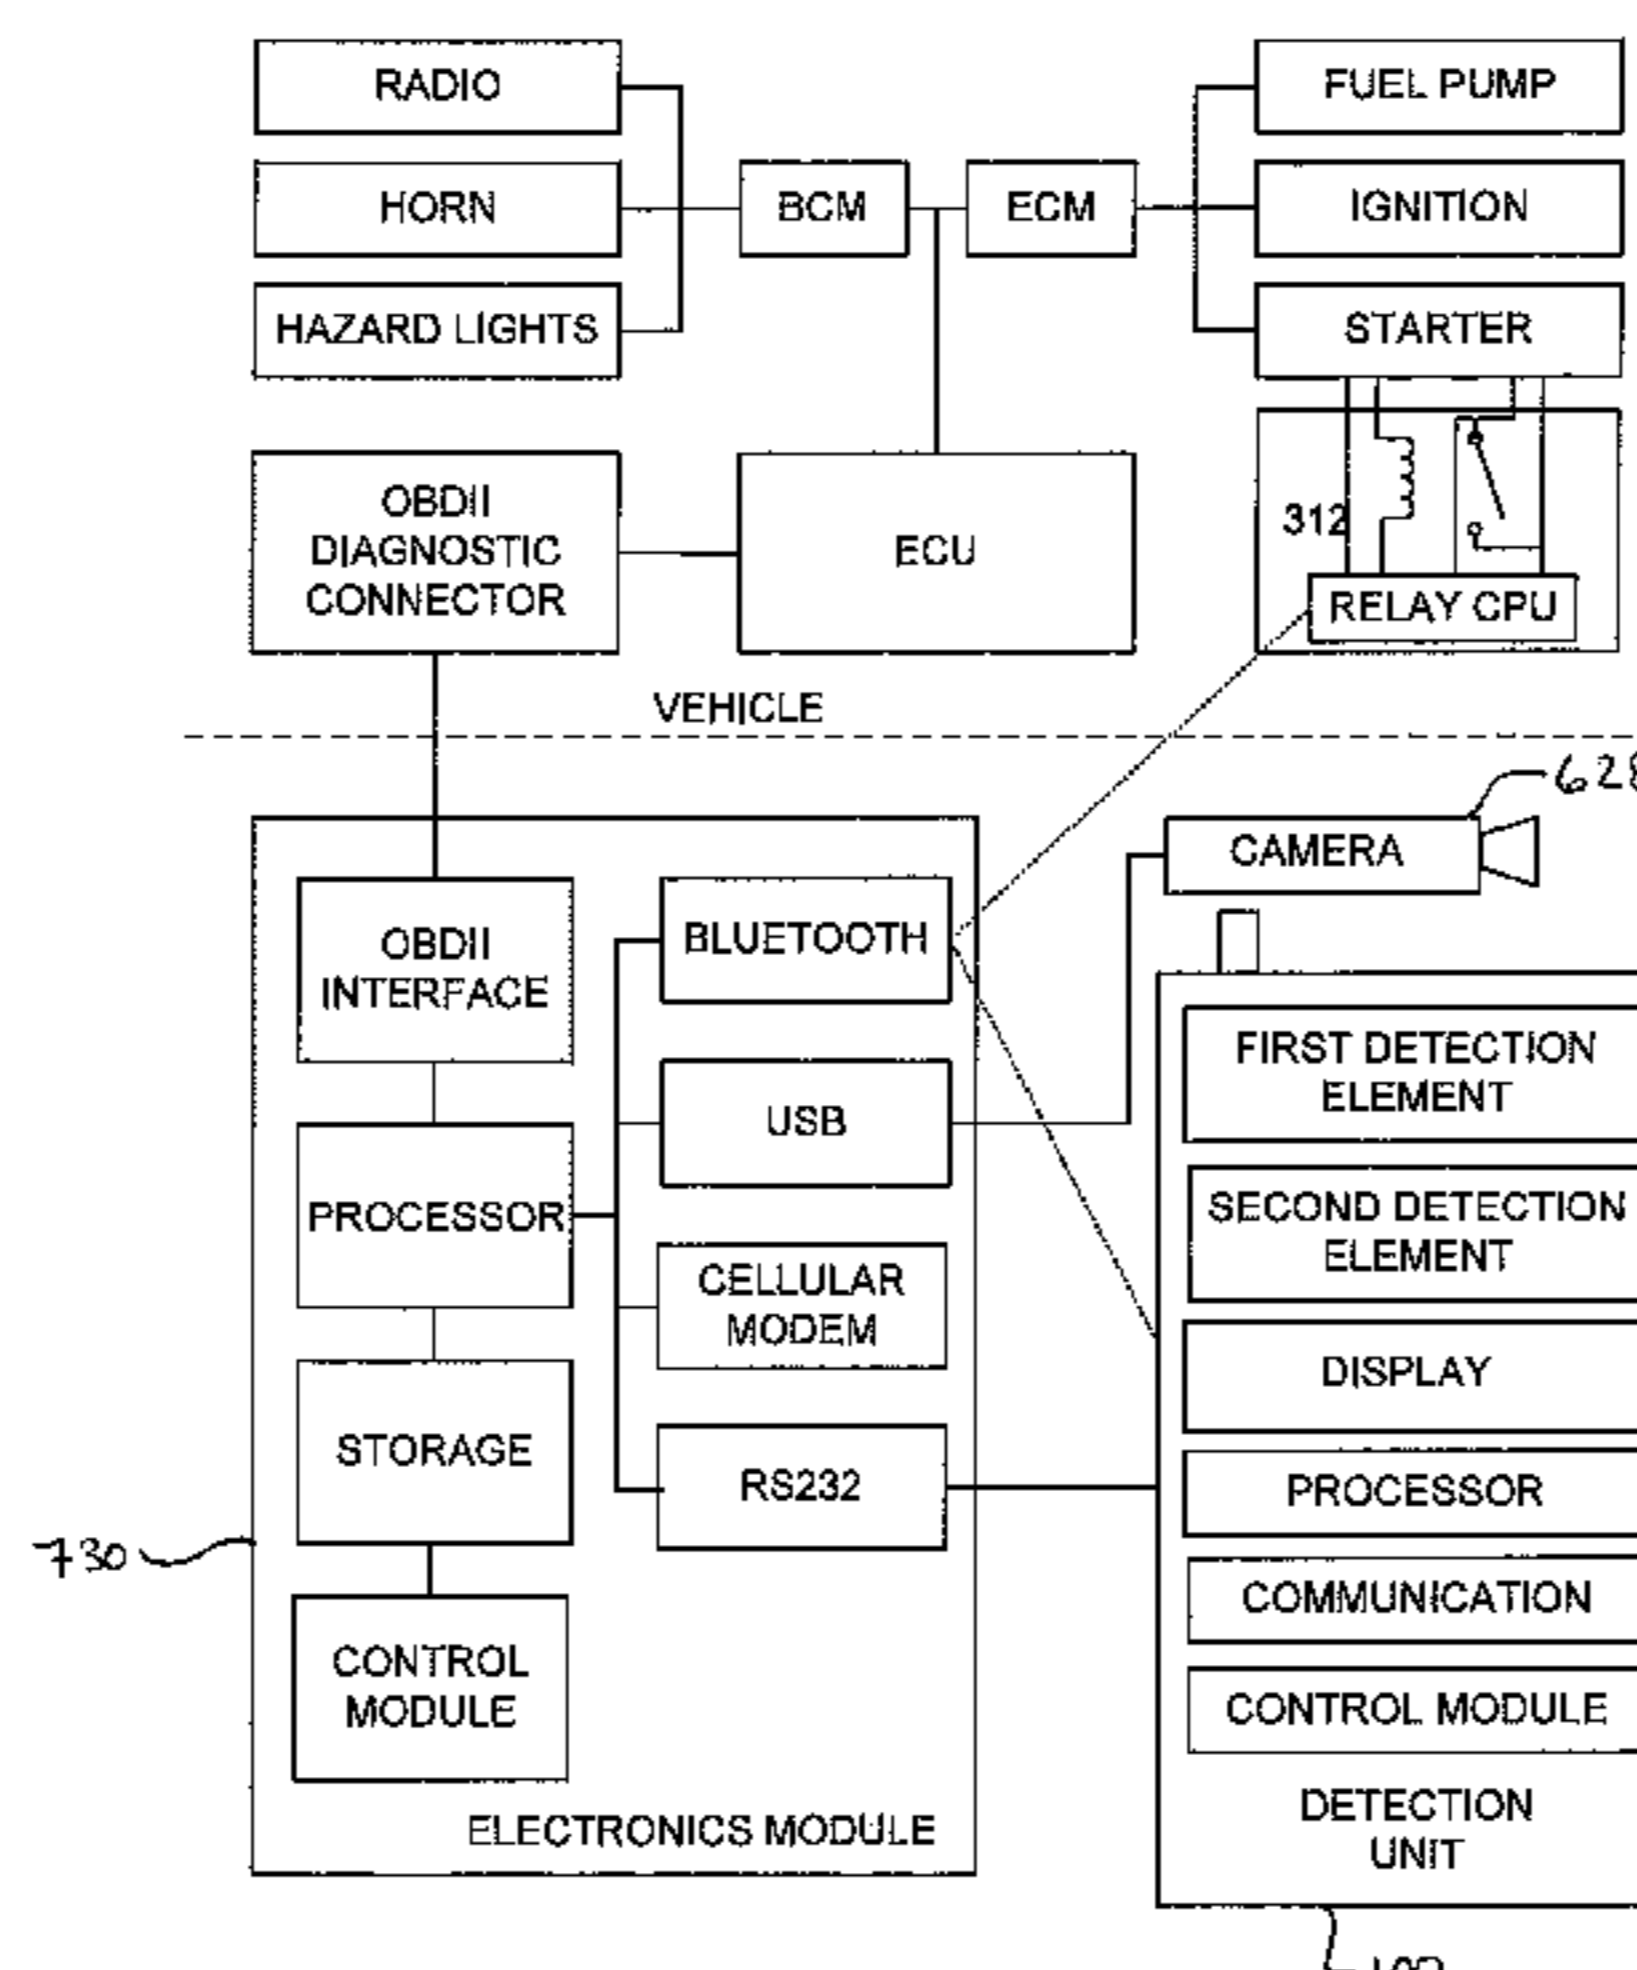 RADIO
FUEL PUMP
HORN
BCM
ECM
IGNITION
HAZARD LIGHTS
STARTER
OBDII
DIAGNOSTIC
CONNECTOR
ECU
312
RELAY CPU
VEHICLE
628
CAMERA
OBDII
INTERFACE
BLUETOOTH
FIRST DETECTION
ELEMENT
USB
PROCESSOR
SECOND DETECTION
ELEMENT
CELLULAR
MODEM
DISPLAY
STORAGE
RS232
PROCESSOR
730
COMMUNICATION
CONTROL
MODULE
CONTROL MODULE
ELECTRONICS MODULE
DETECTION
UNIT